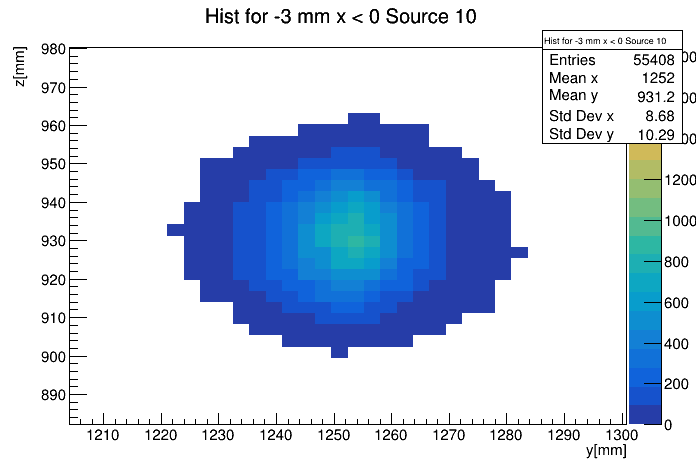 Hist for -3 mm x < 0 Source 10
Hist for -3 mm x < 0 Source 10
Entries 55408
Mean x 1252
Mean y 931.2
Std Dev x 8.68
Std Dev y 10.29
z[mm]
980
970
960
950
940
930
920
910
900
890
1210 1220 1230 1240 1250 1260 1270 1280 1290 1300
y[mm]
1200
1000
800
600
400
200
0